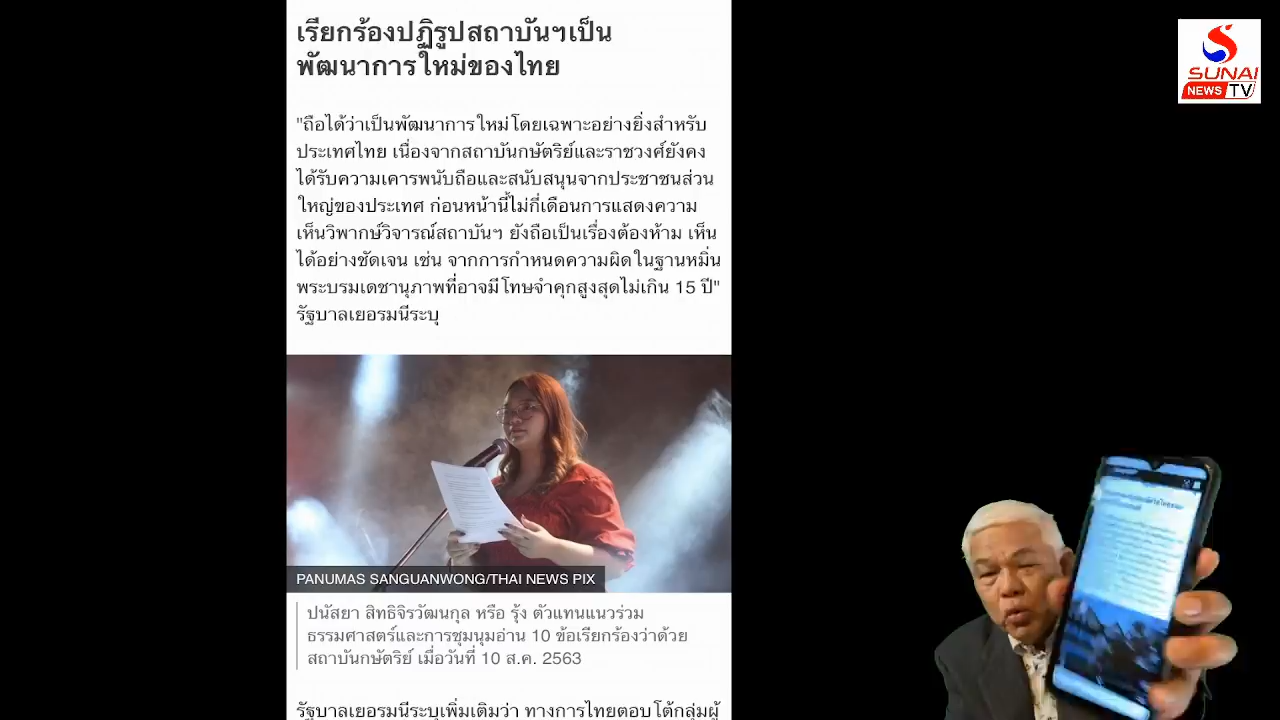 เรียกร้องปฏิรูปสถาบันฯเป็น
พัฒนาการใหม่ของไทย
"ถือได้ว่าเป็นพัฒนาการใหม่โดยเฉพาะอย่างยิ่งสำหรับ
ประเทศไทย เนื่องจากสถาบันกษัตริย์และราชวงศ์ยังคง
ได้รับความเคารพนับถือและสนับสนุนจากประชาชนส่วน
ใหญ่ของประเทศ ก่อนหน้านี้ไม่กี่เดือนการแสดงความ
เห็นวิพากษ์วิจารณ์สถาบันฯ ยังถือเป็นเรื่องต้องห้าม เห็น
ได้อย่างชัดเจน เช่น จากการกำหนดความผิดในฐานหมิ่น
พระบรมเดชานุภาพที่อาจมีโทษจำคุกสูงสุดไม่เกิน 15 ปี"
รัฐบาลเยอรมนีระบุ
PANUMAS SANGUANWONG/THAI NEWS PIX
ปนัสยา สิทธิจิรวัฒนกุล หรือ รุ้ง ตัวแทนแนวร่วม
ธรรมศาสตร์และการชุมนุมอ่าน 10 ข้อเรียกร้องว่าด้วย
สถาบันกษัตริย์ เมื่อวันที่ 10 ส.ค. 2563
รัฐบาลเยอรมนีระบุเพิ่มเติมว่า ทางการไทยตอบโต้กลุ่มผู้
SUNAI
NEWS TV